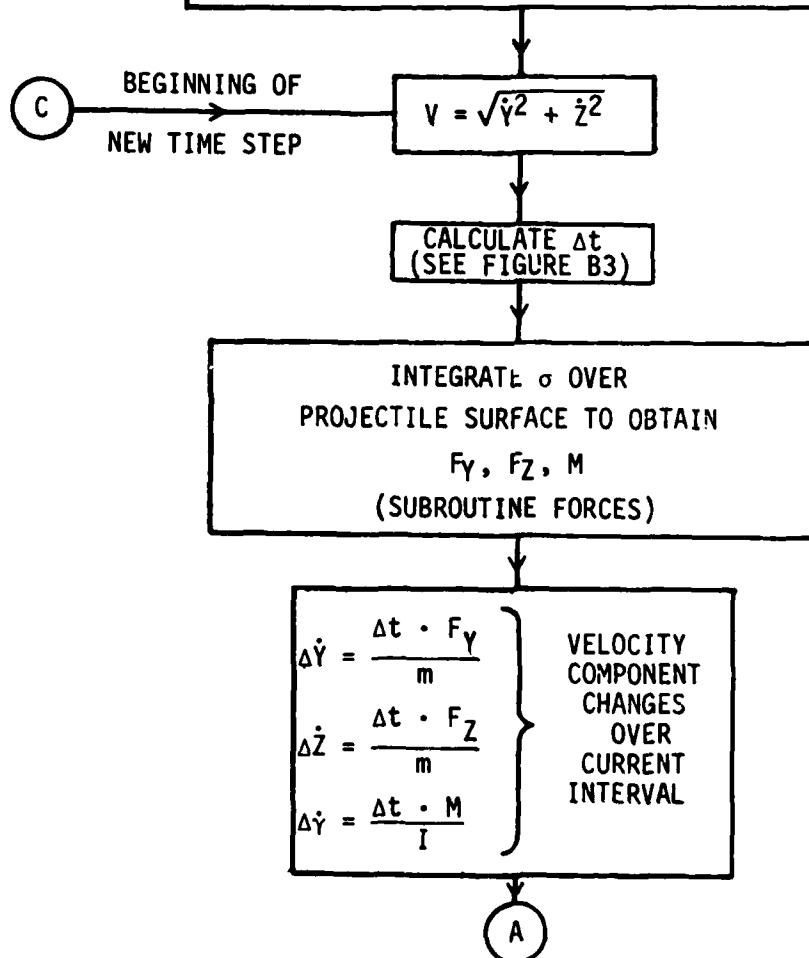 C
BEGINNING OF
NEW TIME STEP
V = √(Ẏ² + Ż²)
CALCULATE Δt
(SEE FIGURE B3)
INTEGRATE σ OVER
PROJECTILE SURFACE TO OBTAIN
F_Y, F_Z, M
(SUBROUTINE FORCES)
ΔẎ = Δt · F_Y / m
ΔŻ = Δt · F_Z / m
Δγ̇ = Δt · M / I
VELOCITY
COMPONENT
CHANGES
OVER
CURRENT
INTERVAL
A